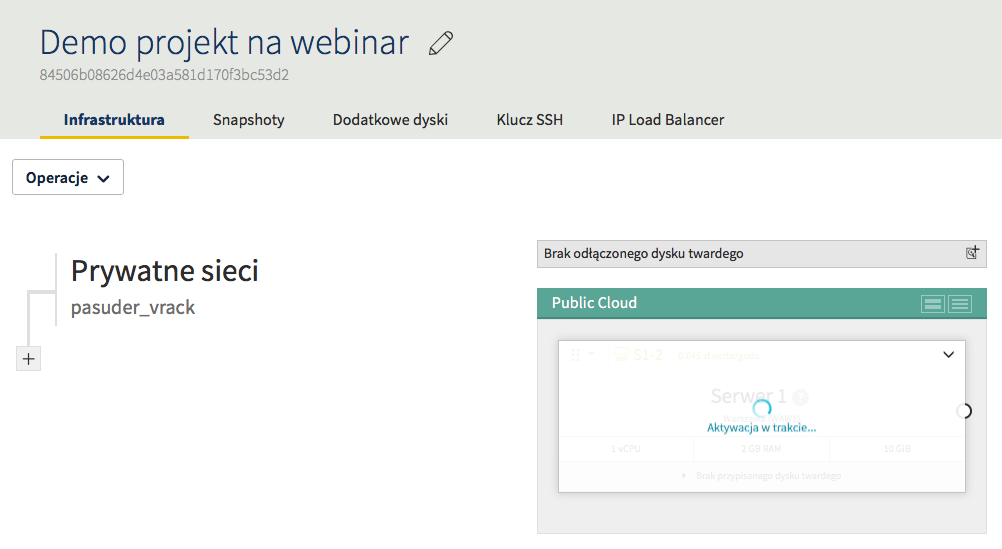 Demo projekt na webinar
84506b08626d4e03a581d170f3bc53d2
Infrastruktura Snapshoty Dodatkowe dyski Klucz SSH IP Load Balancer
Operacje
Prywatne sieci
pasuder_vrack
Brak odłączonego dysku twardego
Public Cloud
S1-2
Serwer 1
Aktywacja w trakcie...
1 vCPU 2 GB RAM 10 GIB
Brak przypisanego dysku twardego